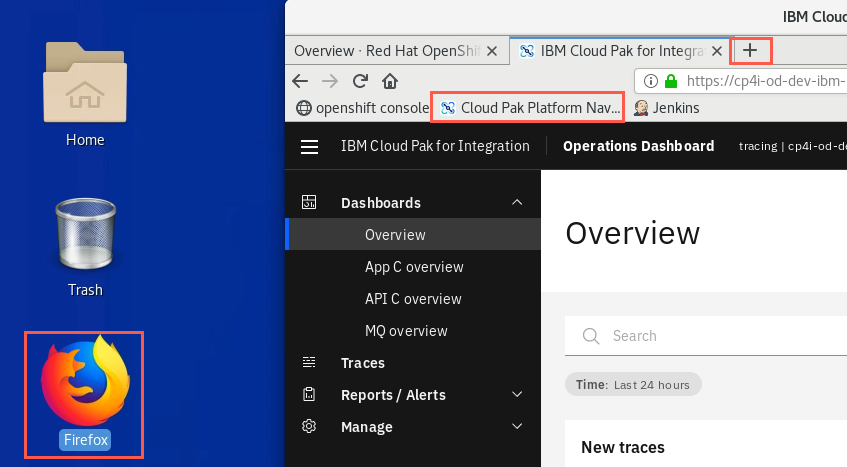 Home
Trash
Firefox
IBM Clou
Overview · Red Hat OpenShi
IBM Cloud Pak for Integra
https://cp4i-od-dev-ibm-
openshift console
Cloud Pak Platform Nav...
Jenkins
IBM Cloud Pak for Integration
Operations Dashboard
tracing | cp4i-od-de
Dashboards
Overview
App C overview
API C overview
MQ overview
Traces
Reports / Alerts
Manage
Overview
Search
Time: Last 24 hours
New traces